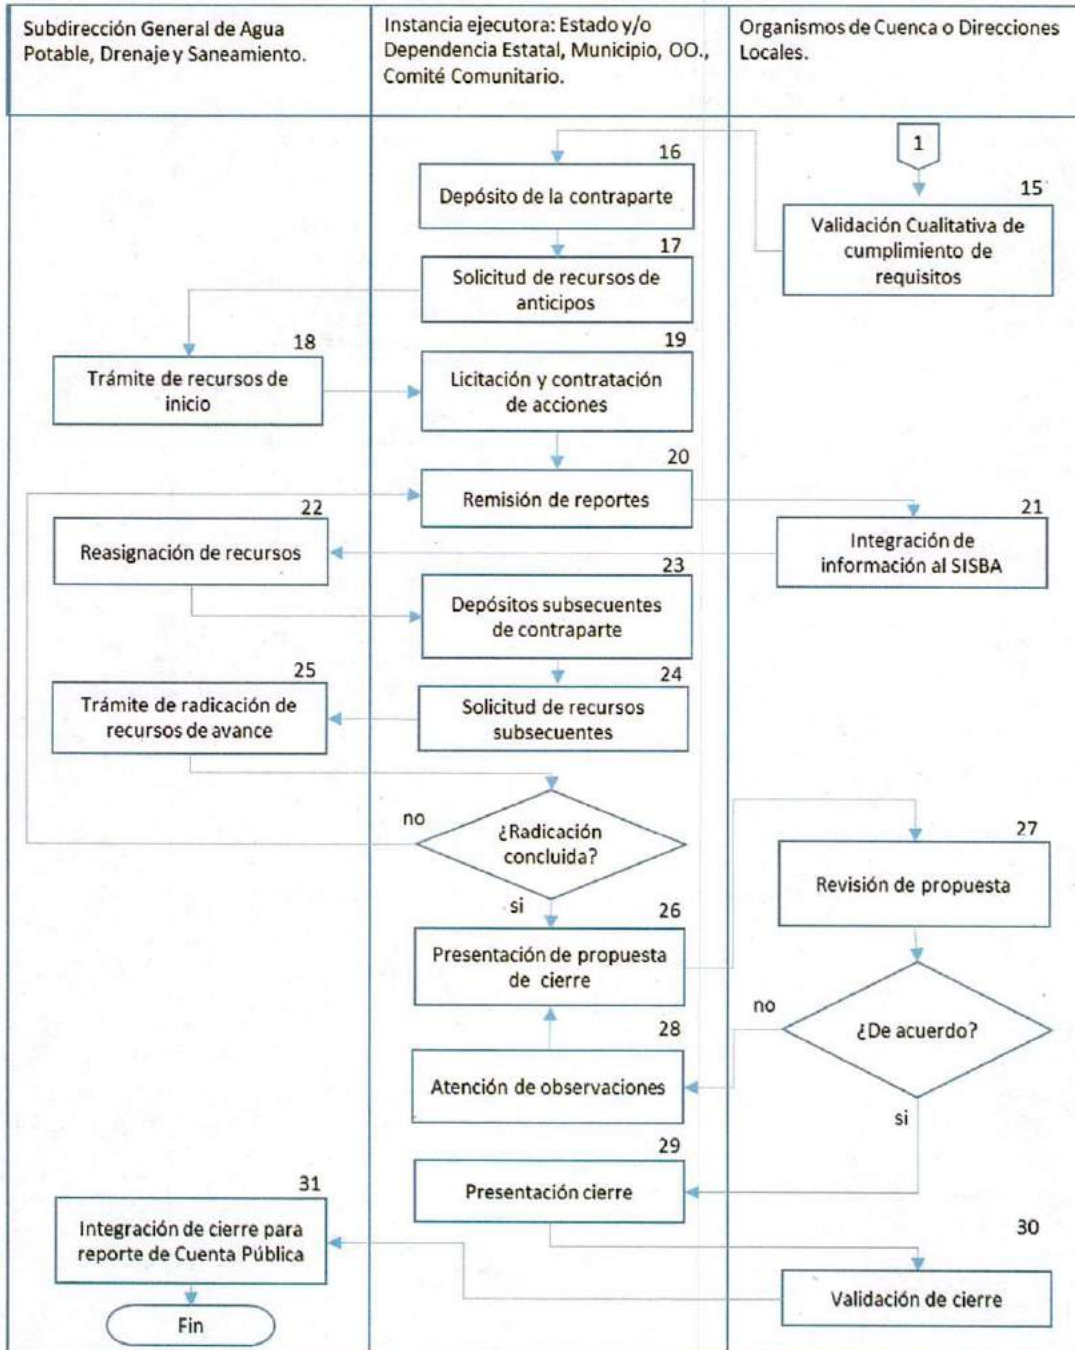 Subdirección General de Agua
Potable, Drenaje y Saneamiento.
Instancia ejecutora: Estado y/o
Dependencia Estatal, Municipio, OO.,
Comité Comunitario.
Organismos de Cuenca o Direcciones
Locales.
1
15
Validación Cualitativa de
cumplimiento de
requisitos
16
Depósito de la contraparte
17
Solicitud de recursos de
anticipos
18
Trámite de recursos de
inicio
19
Licitación y contratación
de acciones
20
Remisión de reportes
21
Integración de
información al SISBA
22
Reasignación de recursos
23
Depósitos subsecuentes
de contraparte
24
Solicitud de recursos
subsecuentes
25
Trámite de radicación de
recursos de avance
no
¿Radicación
concluida?
si
26
Presentación de propuesta
de cierre
27
Revisión de propuesta
no
¿De acuerdo?
si
28
Atención de observaciones
29
Presentación cierre
30
Validación de cierre
31
Integración de cierre para
reporte de Cuenta Pública
Fin